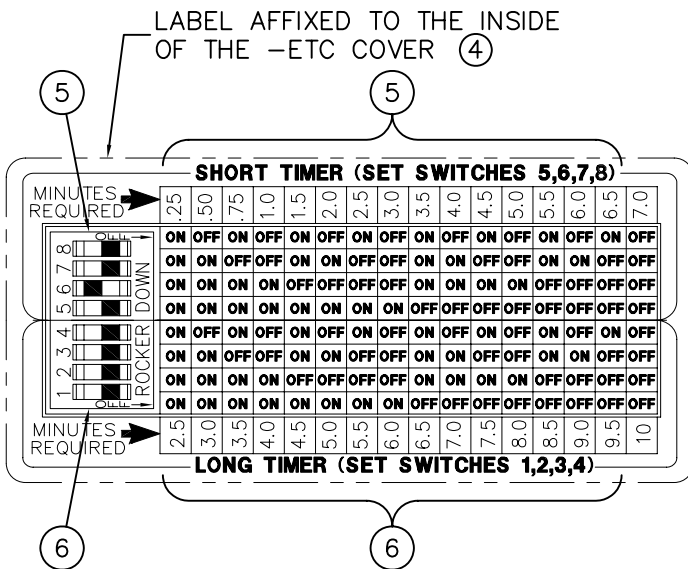 LABEL AFFIXED TO THE INSIDE
OF THE -ETC COVER 4
5 5
SHORT TIMER (SET SWITCHES 5,6,7,8)
MINUTES REQUIRED .25 .50 .75 1.0 1.5 2.0 2.5 3.0 3.5 4.0 4.5 5.0 5.5 6.0 6.5 7.0
OFF
8 ON OFF ON OFF ON OFF ON OFF ON OFF ON OFF ON OFF ON OFF
7 ON ON OFF OFF ON ON OFF OFF ON ON OFF OFF ON ON OFF OFF
6 ON ON ON ON OFF OFF OFF OFF ON ON ON ON OFF OFF OFF OFF
5 ON ON ON ON ON ON ON ON OFF OFF OFF OFF OFF OFF OFF OFF
ROCKER DOWN
4 ON OFF ON OFF ON OFF ON OFF ON OFF ON OFF ON OFF ON OFF
3 ON ON OFF OFF ON ON OFF OFF ON ON OFF OFF ON ON OFF OFF
2 ON ON ON ON OFF OFF OFF OFF ON ON ON ON OFF OFF OFF OFF
1 ON ON ON ON ON ON ON ON OFF OFF OFF OFF OFF OFF OFF OFF
OFF
MINUTES REQUIRED 2.5 3.0 3.5 4.0 4.5 5.0 5.5 6.0 6.5 7.0 7.5 8.0 8.5 9.0 9.5 10
LONG TIMER (SET SWITCHES 1,2,3,4)
6 6